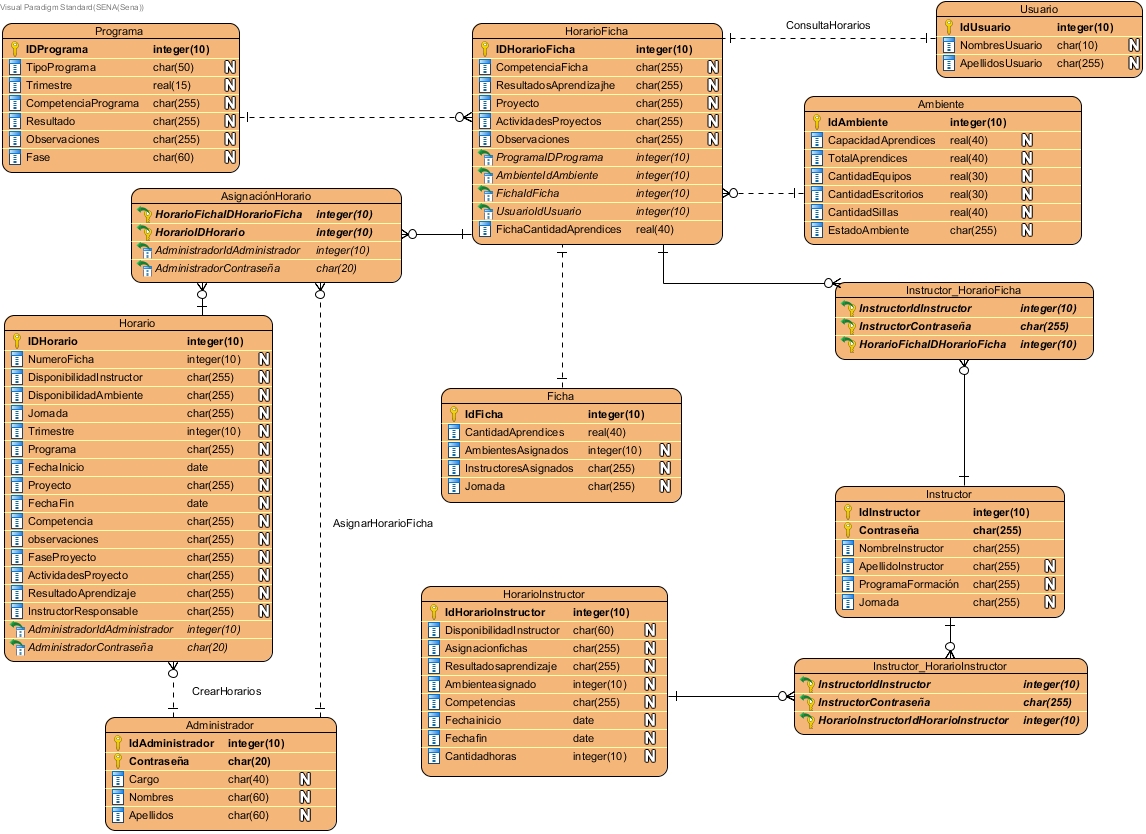 Visual Paradigm Standard(SENA(Sena))
Programa
IDPrograma integer(10)
TipoPrograma char(50) N
Trimestre real(15) N
CompetenciaPrograma char(255) N
Resultado char(255) N
Observaciones char(255) N
Fase char(60) N
HorarioFicha
IDHorarioFicha integer(10)
CompetenciaFicha char(255) N
ResultadosAprendizajhe char(255) N
Proyecto char(255) N
ActividadesProyectos char(255) N
Observaciones char(255) N
ProgramaIDPrograma integer(10)
AmbienteIdAmbiente integer(10)
FichaIdFicha integer(10)
UsuarioIdUsuario integer(10)
FichaCantidadAprendices real(40)
ConsultaHorarios
Usuario
IdUsuario integer(10)
NombresUsuario char(10) N
ApellidosUsuario char(255) N
Ambiente
IdAmbiente integer(10)
CapacidadAprendices real(40) N
TotalAprendices real(40) N
CantidadEquipos real(30) N
CantidadEscritorios real(30) N
CantidadSillas real(40) N
EstadoAmbiente char(255) N
AsignaciónHorario
HorarioFichaIDHorarioFicha integer(10)
HorarioIDHorario integer(10)
AdministradorIdAdministrador integer(10)
AdministradorContraseña char(20)
Instructor_HorarioFicha
InstructorIdInstructor integer(10)
InstructorContraseña char(255)
HorarioFichaIDHorarioFicha integer(10)
Horario
IDHorario integer(10)
NumeroFicha integer(10) N
DisponibilidadInstructor char(255) N
DisponibilidadAmbiente char(255) N
Jornada char(255) N
Trimestre integer(10) N
Programa char(255) N
FechaInicio date N
Proyecto char(255) N
FechaFin date N
Competencia char(255) N
observaciones char(255) N
FaseProyecto char(255) N
ActividadesProyecto char(255) N
ResultadoAprendizaje char(255) N
InstructorResponsable char(255) N
AdministradorIdAdministrador integer(10)
AdministradorContraseña char(20)
Ficha
IdFicha integer(10)
CantidadAprendices real(40)
AmbientesAsignados integer(10) N
InstructoresAsignados char(255) N
Jornada char(255) N
AsignarHorarioFicha
Instructor
IdInstructor integer(10)
Contraseña char(255)
NombreInstructor char(255)
ApellidoInstructor char(255) N
ProgramaFormación char(255) N
Jornada char(255) N
HorarioInstructor
IdHorarioInstructor integer(10)
DisponibilidadInstructor char(60) N
Asignacionfichas char(255) N
Resultadosaprendizaje char(255) N
Ambienteasignado integer(10) N
Competencias char(255) N
Fechainicio date N
Fechafin date N
Cantidadhoras integer(10) N
Instructor_HorarioInstructor
InstructorIdInstructor integer(10)
InstructorContraseña char(255)
HorarioInstructorIdHorarioInstructor integer(10)
CrearHorarios
Administrador
IdAdministrador integer(10)
Contraseña char(20)
Cargo char(40) N
Nombres char(60) N
Apellidos char(60) N